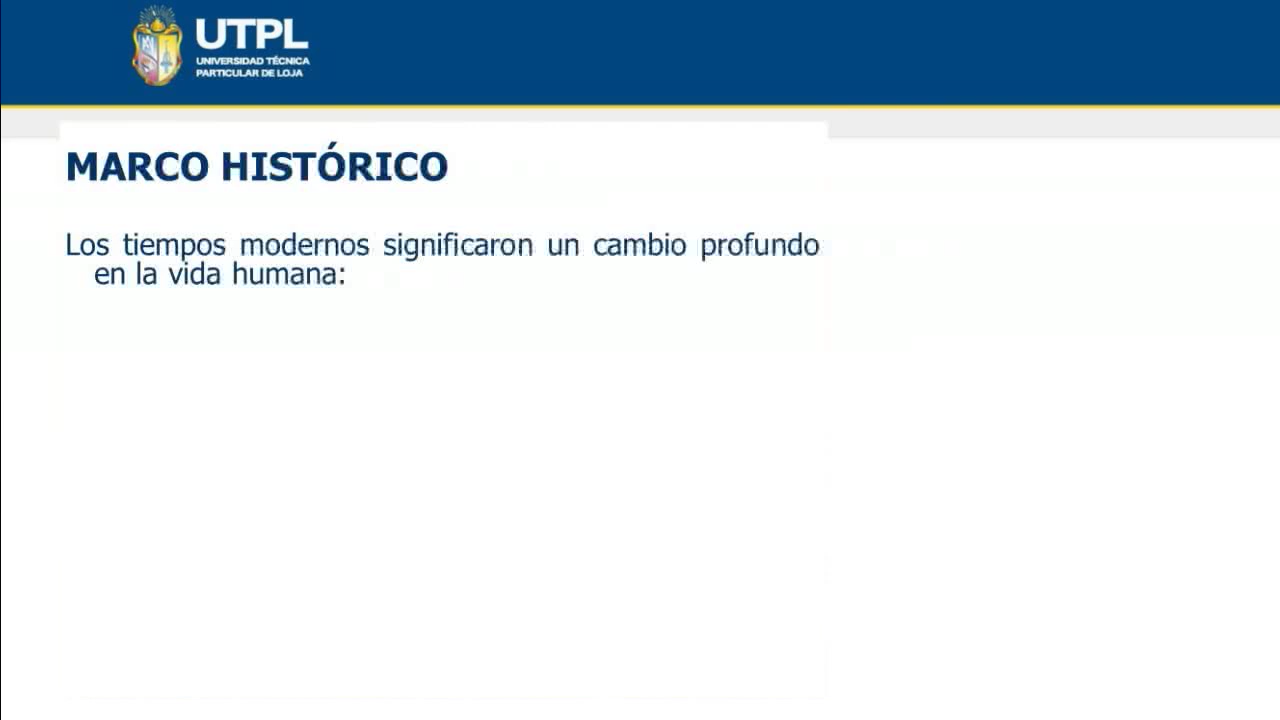 UTPL
UNIVERSIDAD TÉCNICA
PARTICULAR DE LOJA
MARCO HISTÓRICO
Los tiempos modernos significaron un cambio profundo
en la vida humana: